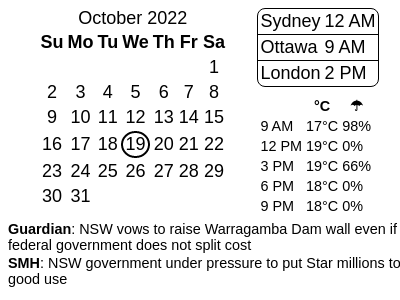 October 2022
Su Mo Tu We Th Fr Sa
1
2 3 4 5 6 7 8
9 10 11 12 13 14 15
16 17 18 19 20 21 22
23 24 25 26 27 28 29
30 31
Sydney 12 AM
Ottawa 9 AM
London 2 PM
°C ☂
9 AM 17°C 98%
12 PM 19°C 0%
3 PM 19°C 66%
6 PM 18°C 0%
9 PM 18°C 0%
Guardian: NSW vows to raise Warragamba Dam wall even if
federal government does not split cost
SMH: NSW government under pressure to put Star millions to
good use